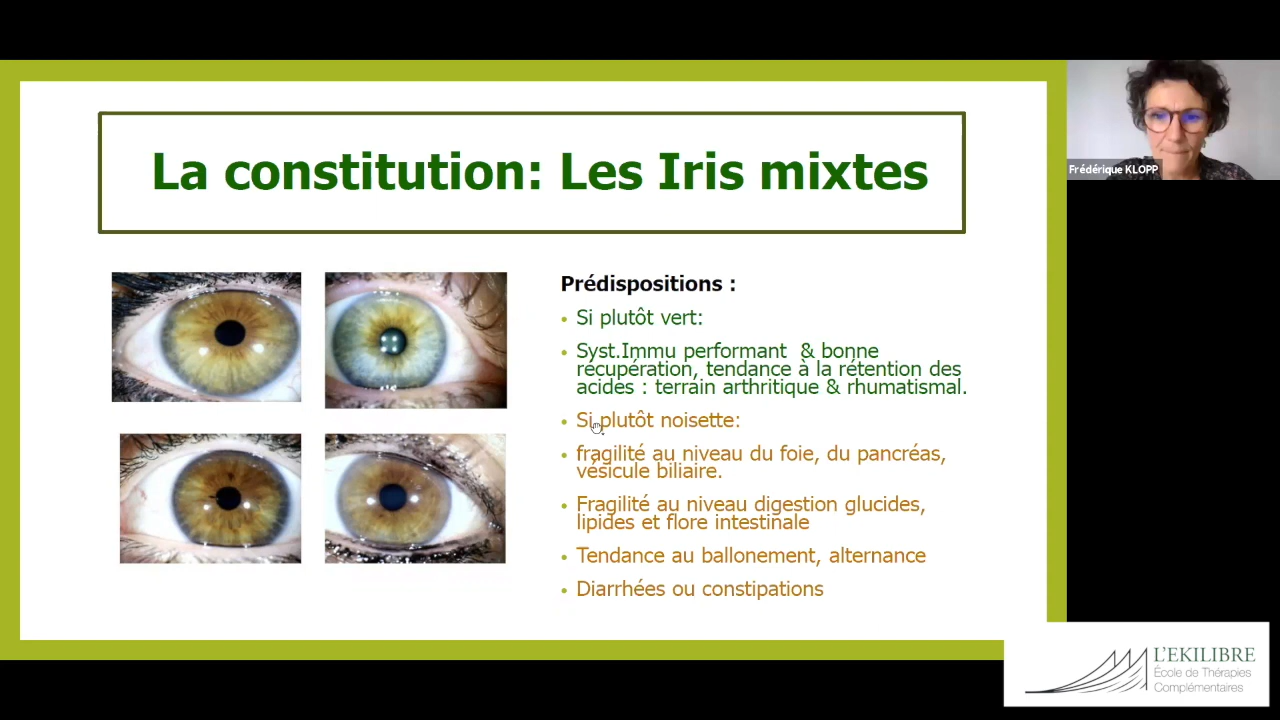 La constitution: Les Iris mixtes
Frédérique KLOPP
Prédispositions :
• Si plutôt vert:
• Syst.Immu performant & bonne
récupération, tendance à la rétention des
acides : terrain arthritique & rhumatismal.
• Si plutôt noisette:
• fragilité au niveau du foie, du pancréas,
vésicule biliaire.
• Fragilité au niveau digestion glucides,
lipides et flore intestinale
• Tendance au ballonement, alternance
• Diarrhées ou constipations
L'EKILIBRE
École de Thérapies
Complémentaires